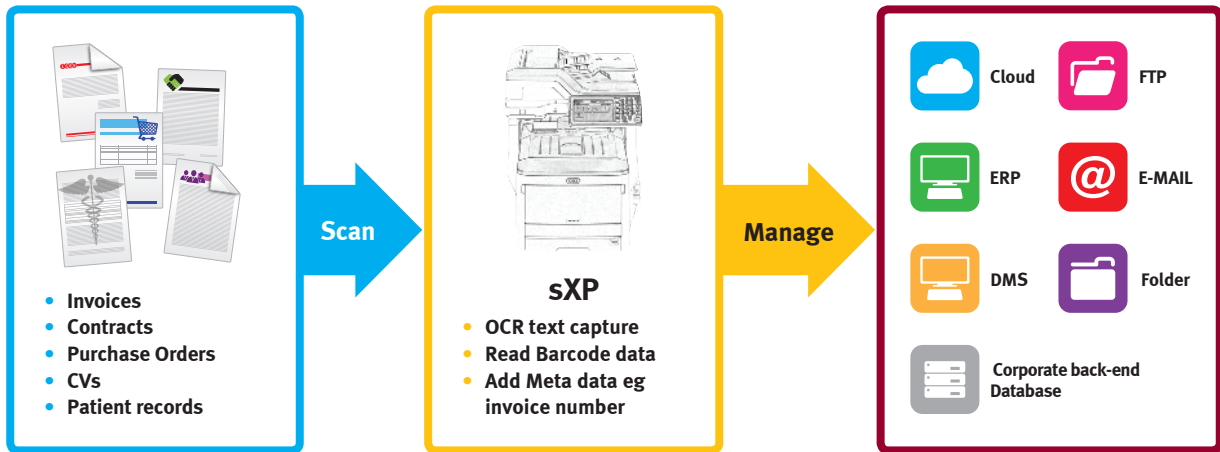 Invoices
Contracts
Purchase Orders
CVs
Patient records
Scan
OKI
sXP
OCR text capture
Read Barcode data
Add Meta data eg
invoice number
Manage
Cloud
FTP
ERP
@
E-MAIL
DMS
Folder
Corporate back-end
Database